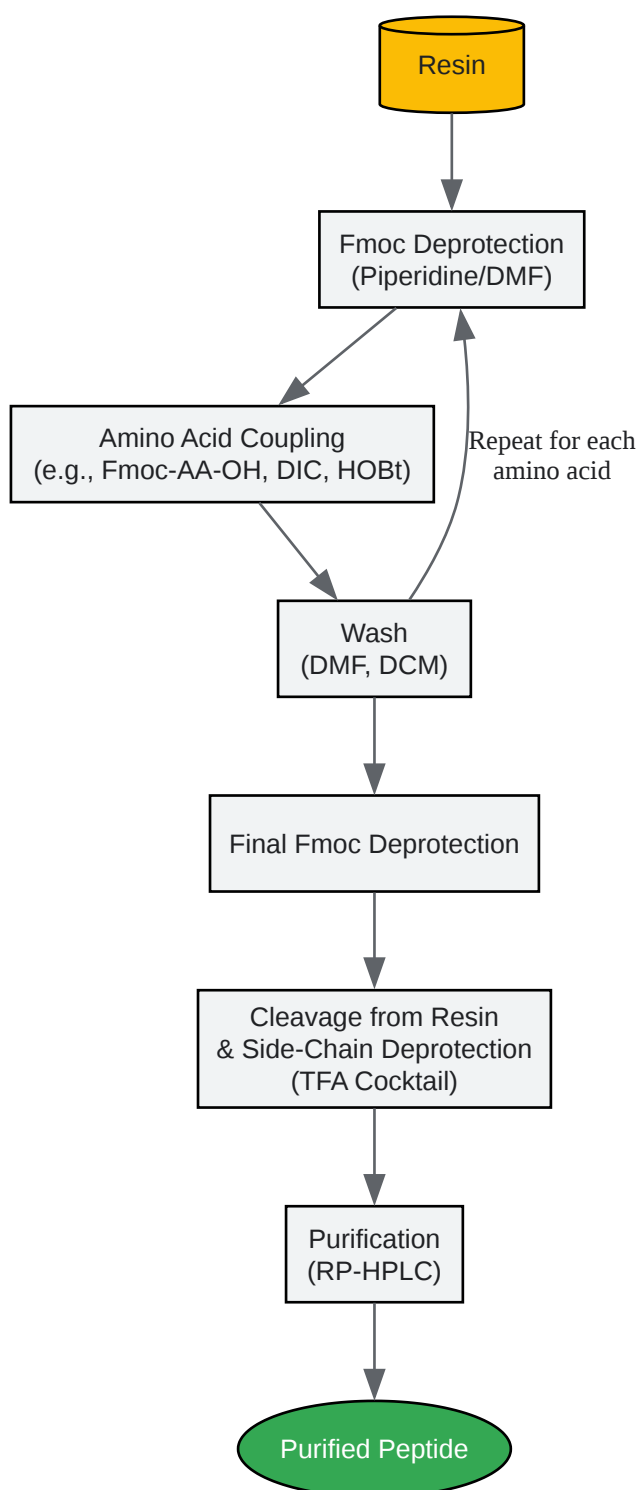 Resin
Fmoc Deprotection
(Piperidine/DMF)
Amino Acid Coupling
(e.g., Fmoc-AA-OH, DIC, HOBt)
Repeat for each
amino acid
Wash
(DMF, DCM)
Final Fmoc Deprotection
Cleavage from Resin
& Side-Chain Deprotection
(TFA Cocktail)
Purification
(RP-HPLC)
Purified Peptide